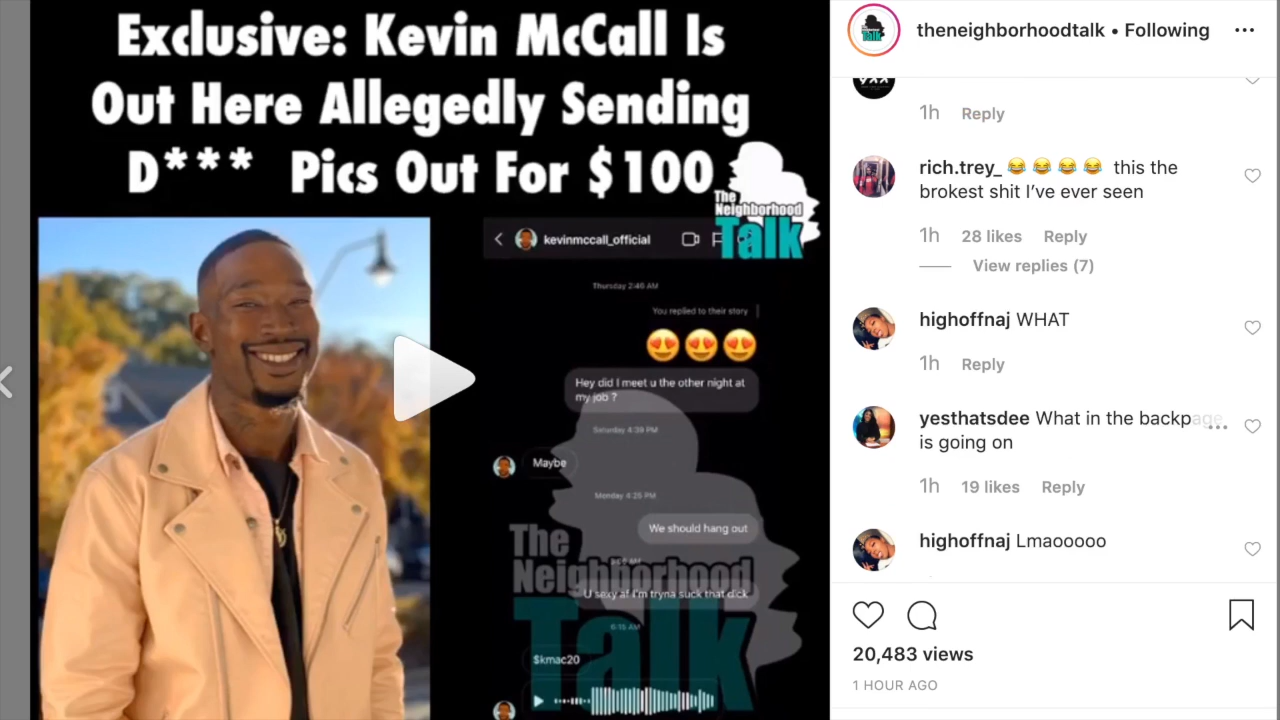 Exclusive: Kevin McCall Is
Out Here Allegedly Sending
D*** Pics Out For $100
The
Neighborhood
Talk
kevinmccall_official
Thursday 2:46 AM
You replied to their story
😍 😍 😍
Hey did I meet u the other night at
my job ?
Saturday 4:39 PM
Maybe
Monday 4:25 PM
We should hang out
U sexy af I'm tryna suck that dick
6:15 AM
$kmac20
The
Neighborhood
Talk
theneighborhoodtalk • Following
1h Reply
rich.trey_ 😂 😂 😂 😂 this the
brokest shit I've ever seen
1h 28 likes Reply
View replies (7)
highoffnaj WHAT
1h Reply
yesthatsdee What in the backpage
is going on
1h 19 likes Reply
highoffnaj Lmaooooo
20,483 views
1 HOUR AGO